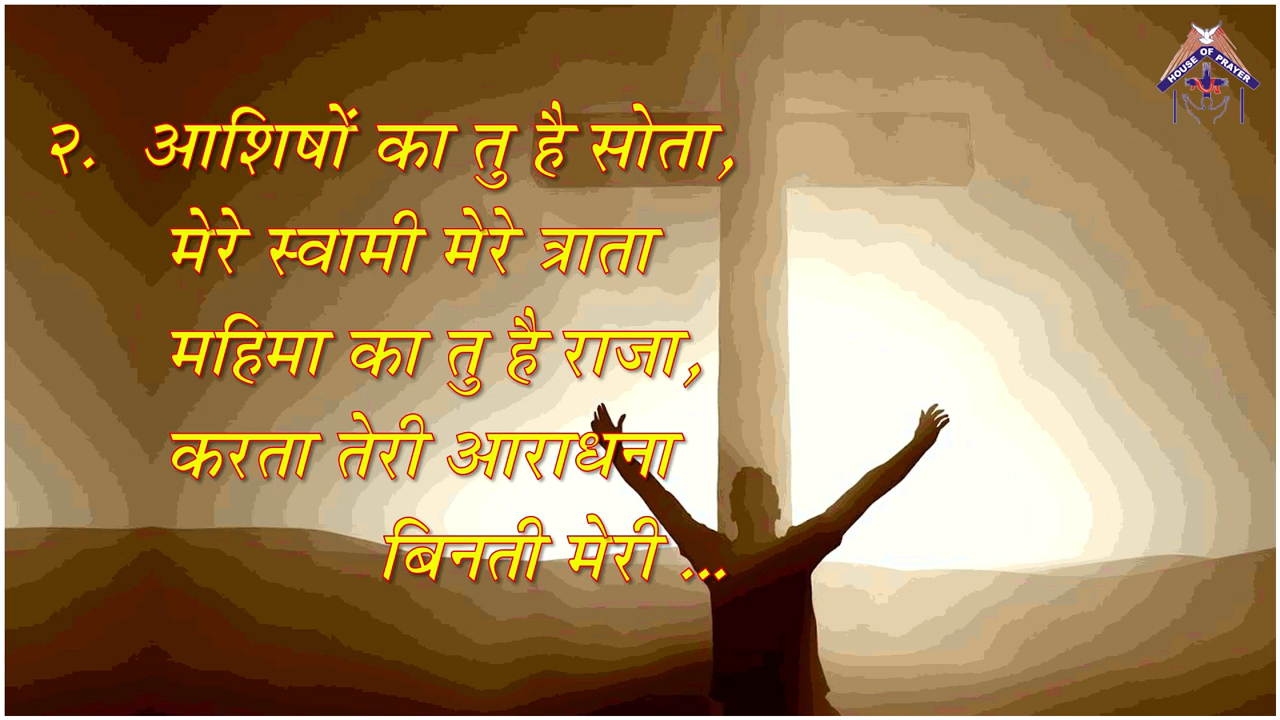 HOUSE OF PRAYER
२. आशिषों का तु है सोता,
मेरे स्वामी मेरे त्राता
महिमा का तु है राजा,
करता तेरी आराधना
बिनती मेरी ...